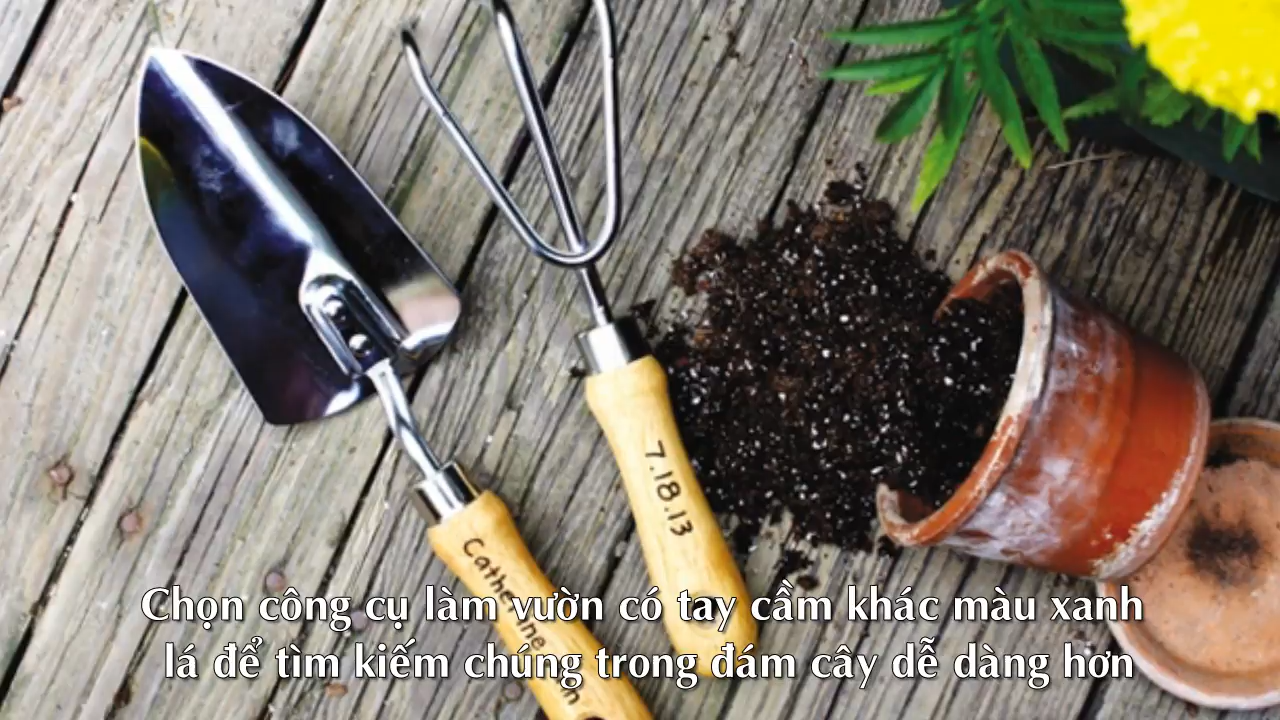 7.18.13
Chọn công cụ làm vườn có tay cầm khác màu xanh
lá để tìm kiếm chúng trong đám cây dễ dàng hơn